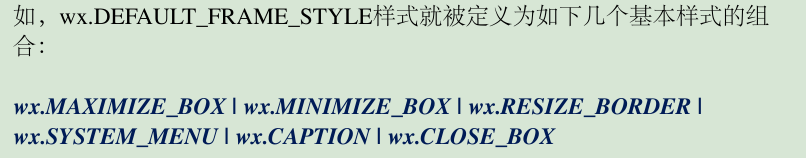 如，wx.DEFAULT_FRAME_STYLE样式就被定义为如下几个基本样式的组
合：
wx.MAXIMIZE_BOX | wx.MINIMIZE_BOX | wx.RESIZE_BORDER |
wx.SYSTEM_MENU | wx.CAPTION | wx.CLOSE_BOX